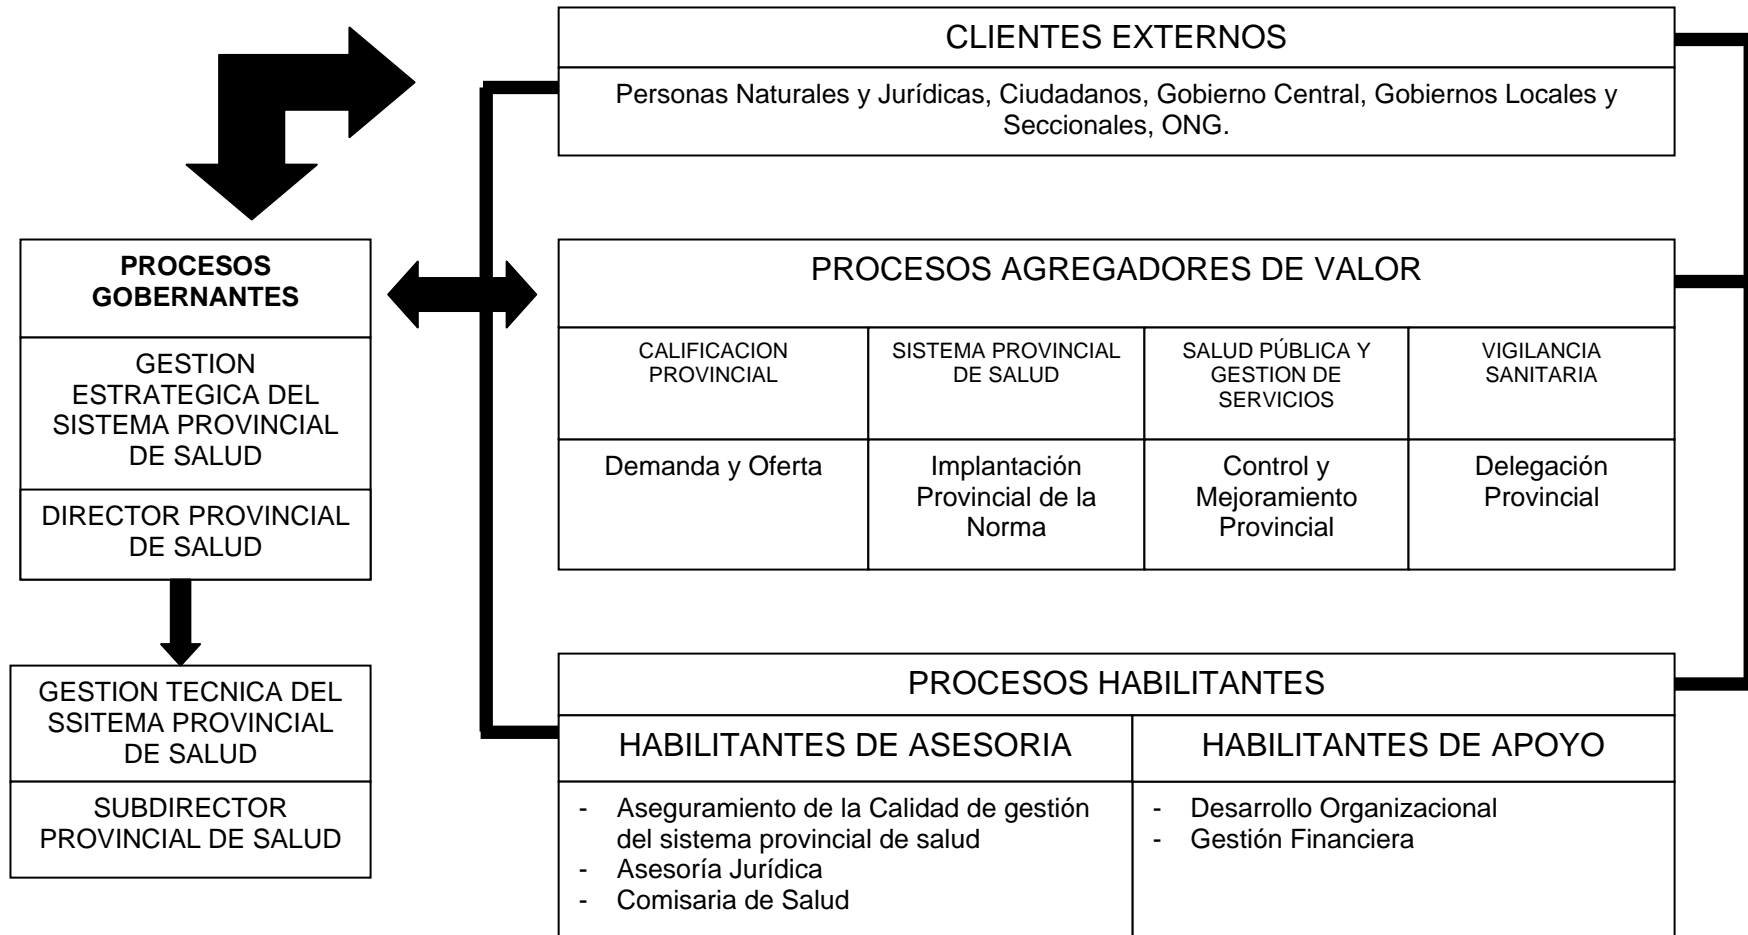 CLIENTES EXTERNOS
Personas Naturales y Jurídicas, Ciudadanos, Gobierno Central, Gobiernos Locales y
Seccionales, ONG.
PROCESOS
GOBERNANTES
GESTION
ESTRATEGICA DEL
SISTEMA PROVINCIAL
DE SALUD
DIRECTOR PROVINCIAL
DE SALUD
GESTION TECNICA DEL
SSITEMA PROVINCIAL
DE SALUD
SUBDIRECTOR
PROVINCIAL DE SALUD
PROCESOS AGREGADORES DE VALOR
CALIFICACION
PROVINCIAL
SISTEMA PROVINCIAL
DE SALUD
SALUD PÚBLICA Y
GESTION DE
SERVICIOS
VIGILANCIA
SANITARIA
Demanda y Oferta
Implantación
Provincial de la
Norma
Control y
Mejoramiento
Provincial
Delegación
Provincial
PROCESOS HABILITANTES
HABILITANTES DE ASESORIA
- Aseguramiento de la Calidad de gestión
del sistema provincial de salud
- Asesoría Jurídica
- Comisaria de Salud
HABILITANTES DE APOYO
- Desarrollo Organizacional
- Gestión Financiera